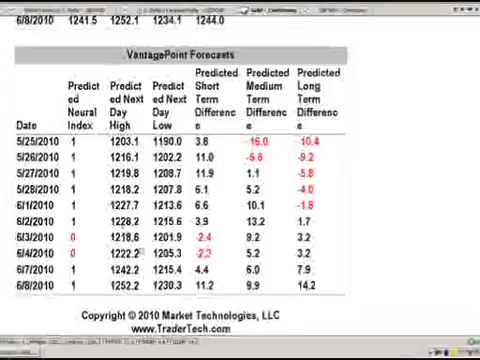 6/8/2010 1241.5 1252.1 1234.1 1244.0
VantagePoint Forecasts
Predicted Predicted Predicted
Predict Predict Predict Short Medium Long
ed ed Next ed Next Term Term Term
Neural Day Day Differenc Differenc Differenc
Date Index High Low e e e
5/25/2010 1 1203.1 1190.0 3.8 -16.0 -10.4
5/26/2010 1 1216.1 1202.2 11.0 -6.6 -9.2
5/27/2010 1 1219.8 1208.7 11.9 1.1 -5.8
5/28/2010 1 1218.2 1207.8 6.1 5.2 -4.0
6/1/2010 1 1227.7 1213.6 6.6 10.1 -1.8
6/2/2010 1 1228.2 1215.6 3.9 13.2 1.7
6/3/2010 0 1218.6 1201.9 -2.4 9.2 3.2
6/4/2010 0 1222.2 1205.3 5.2 3.2
6/7/2010 1 1242.2 1215.4 4.4 6.0 7.9
6/8/2010 1 1252.2 1230.3 11.2 9.9 14.2
Copyright © 2010 Market Technologies, LLC
www.TraderTech.com